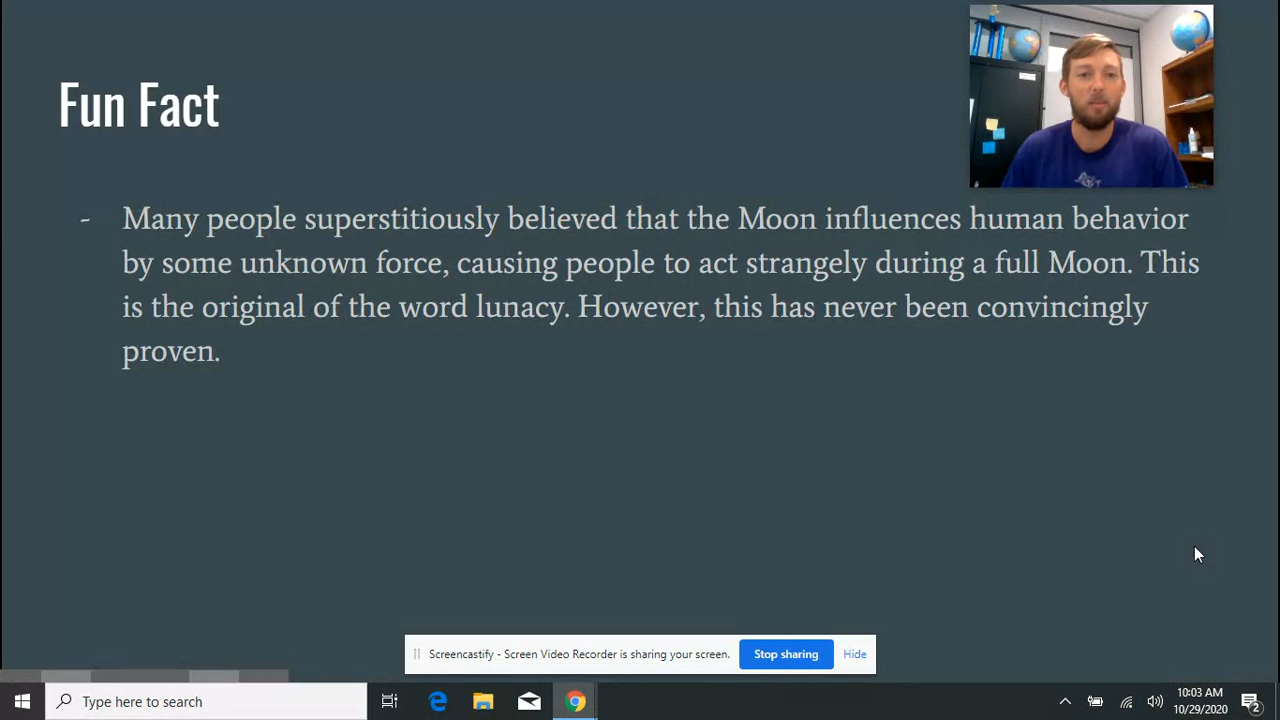 Fun Fact
- Many people superstitiously believed that the Moon influences human behavior
by some unknown force, causing people to act strangely during a full Moon. This
is the original of the word lunacy. However, this has never been convincingly
proven.
Screencastify - Screen Video Recorder is sharing your screen. Stop sharing Hide
Type here to search
10:03 AM
10/29/2020
2